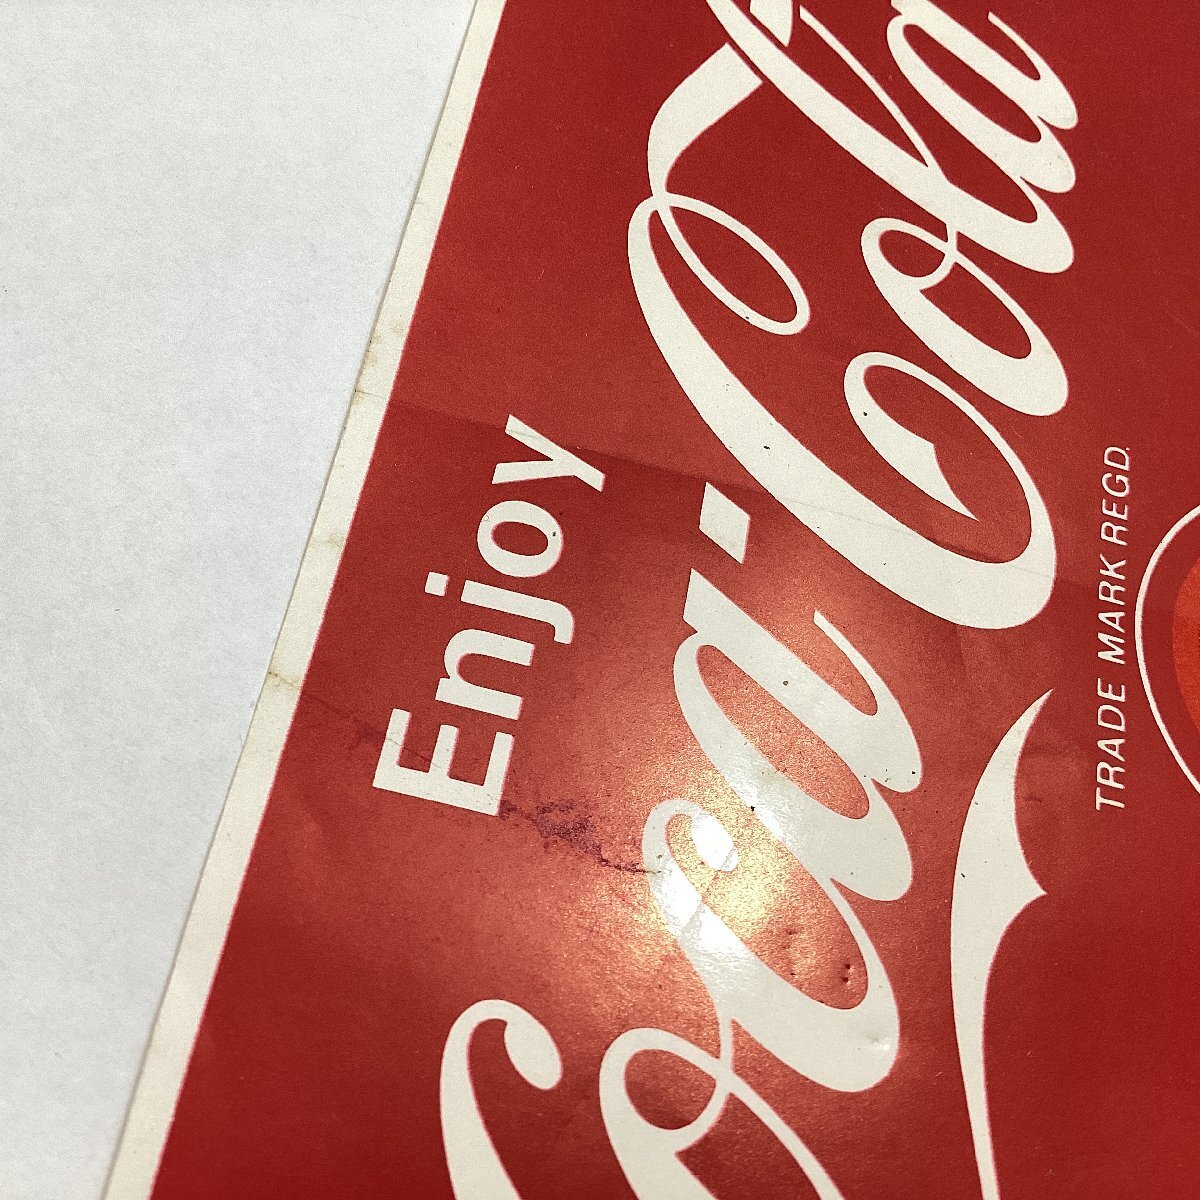 Enjoy
Coca-Cola
TRADE MARK REGD.